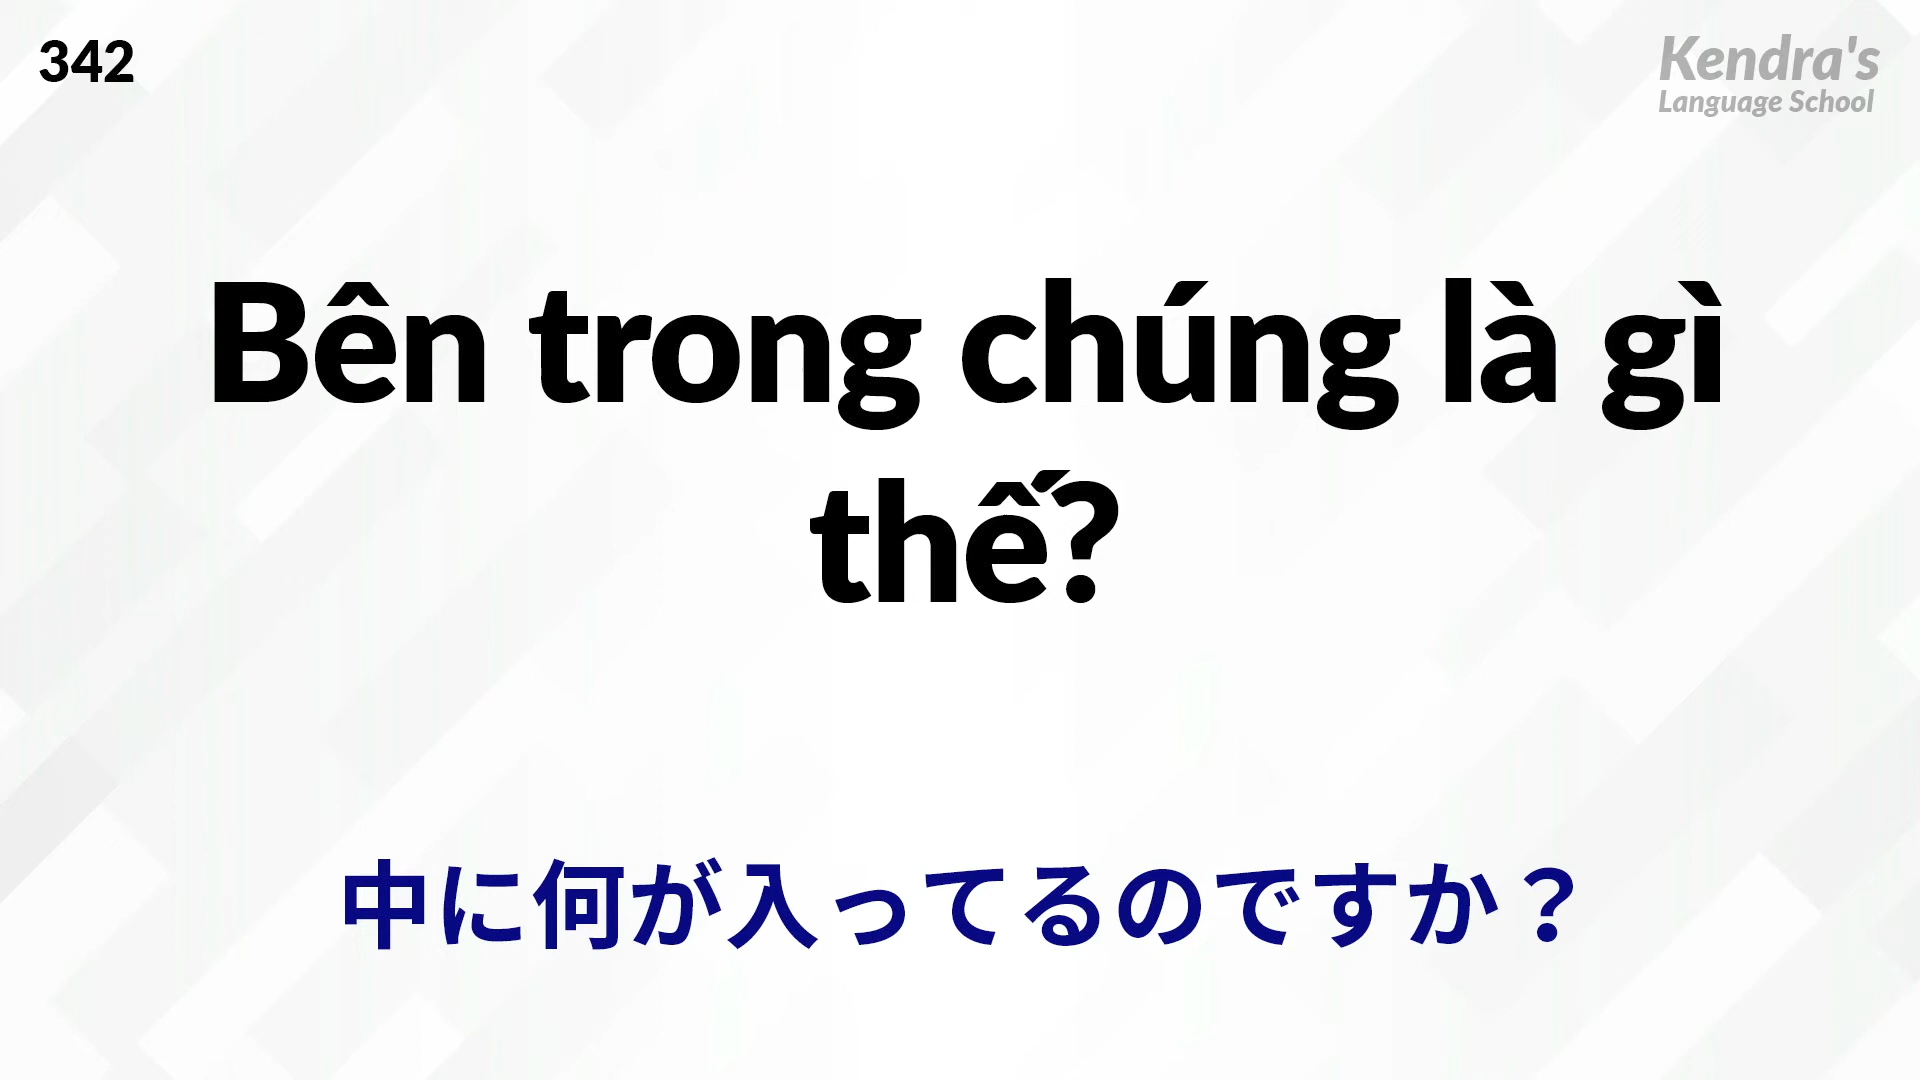 342
Kendra's
Language School
Bên trong chúng là gì
thế?
中に何が入ってるのですか？